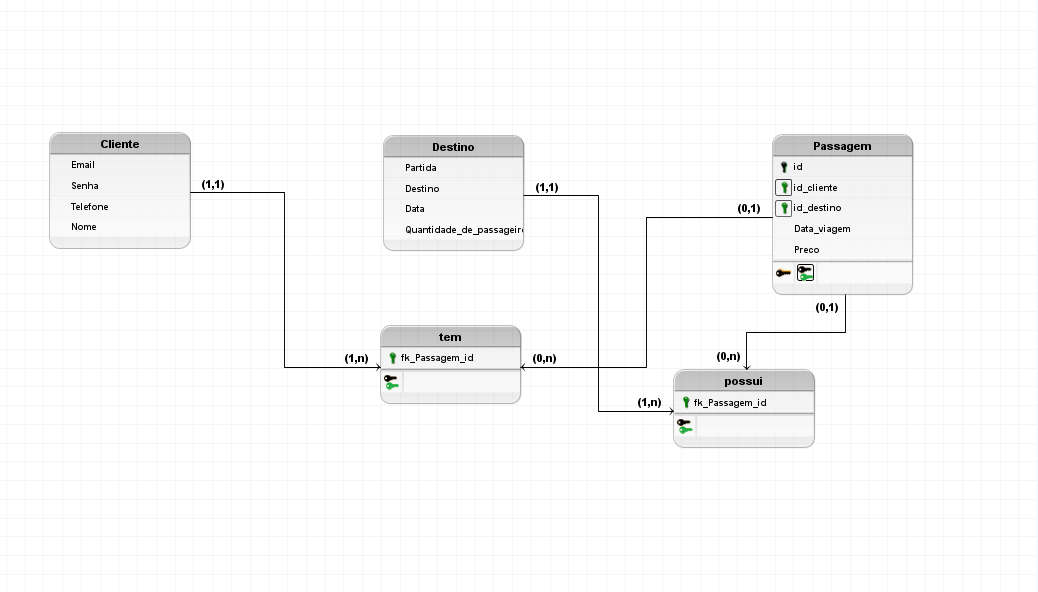 Cliente
Email
Senha
Telefone
Nome
(1,1)
Destino
Partida
Destino
Data
Quantidade_de_passageir
(1,1)
Passagem
id
id_cliente
id_destino
Data_viagem
Preco
(0,1)
(0,1)
tem
fk_Passagem_id
(1,n)
(0,n)
possui
fk_Passagem_id
(0,n)
(1,n)